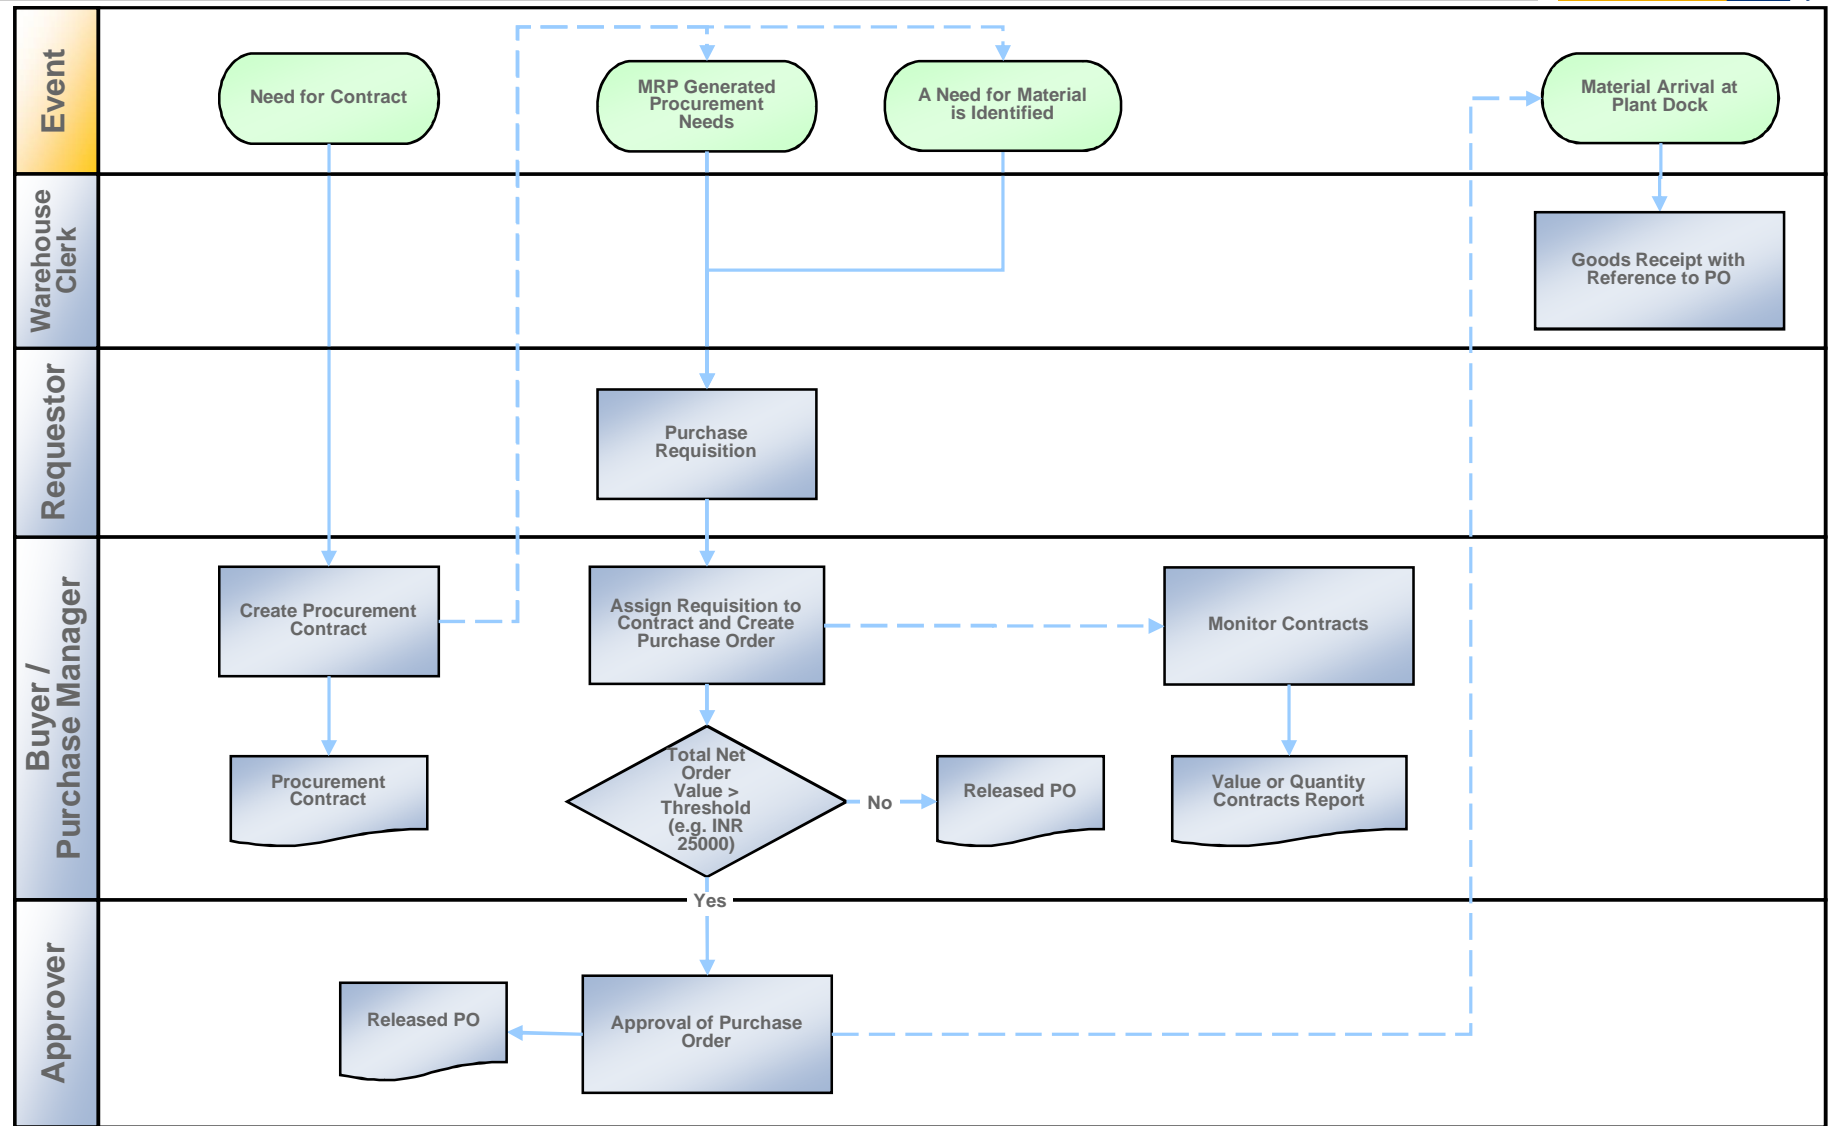 Event
Need for Contract
MRP Generated
Procurement
Needs
A Need for Material
is Identified
Material Arrival at
Plant Dock
Warehouse
Clerk
Goods Receipt with
Reference to PO
Requestor
Purchase
Requisition
Buyer /
Purchase Manager
Create Procurement
Contract
Assign Requisition to
Contract and Create
Purchase Order
Monitor Contracts
Procurement
Contract
Total Net
Order
Value >
Threshold
(e.g. INR
25000)
No
Released PO
Value or Quantity
Contracts Report
Yes
Approver
Released PO
Approval of Purchase
Order